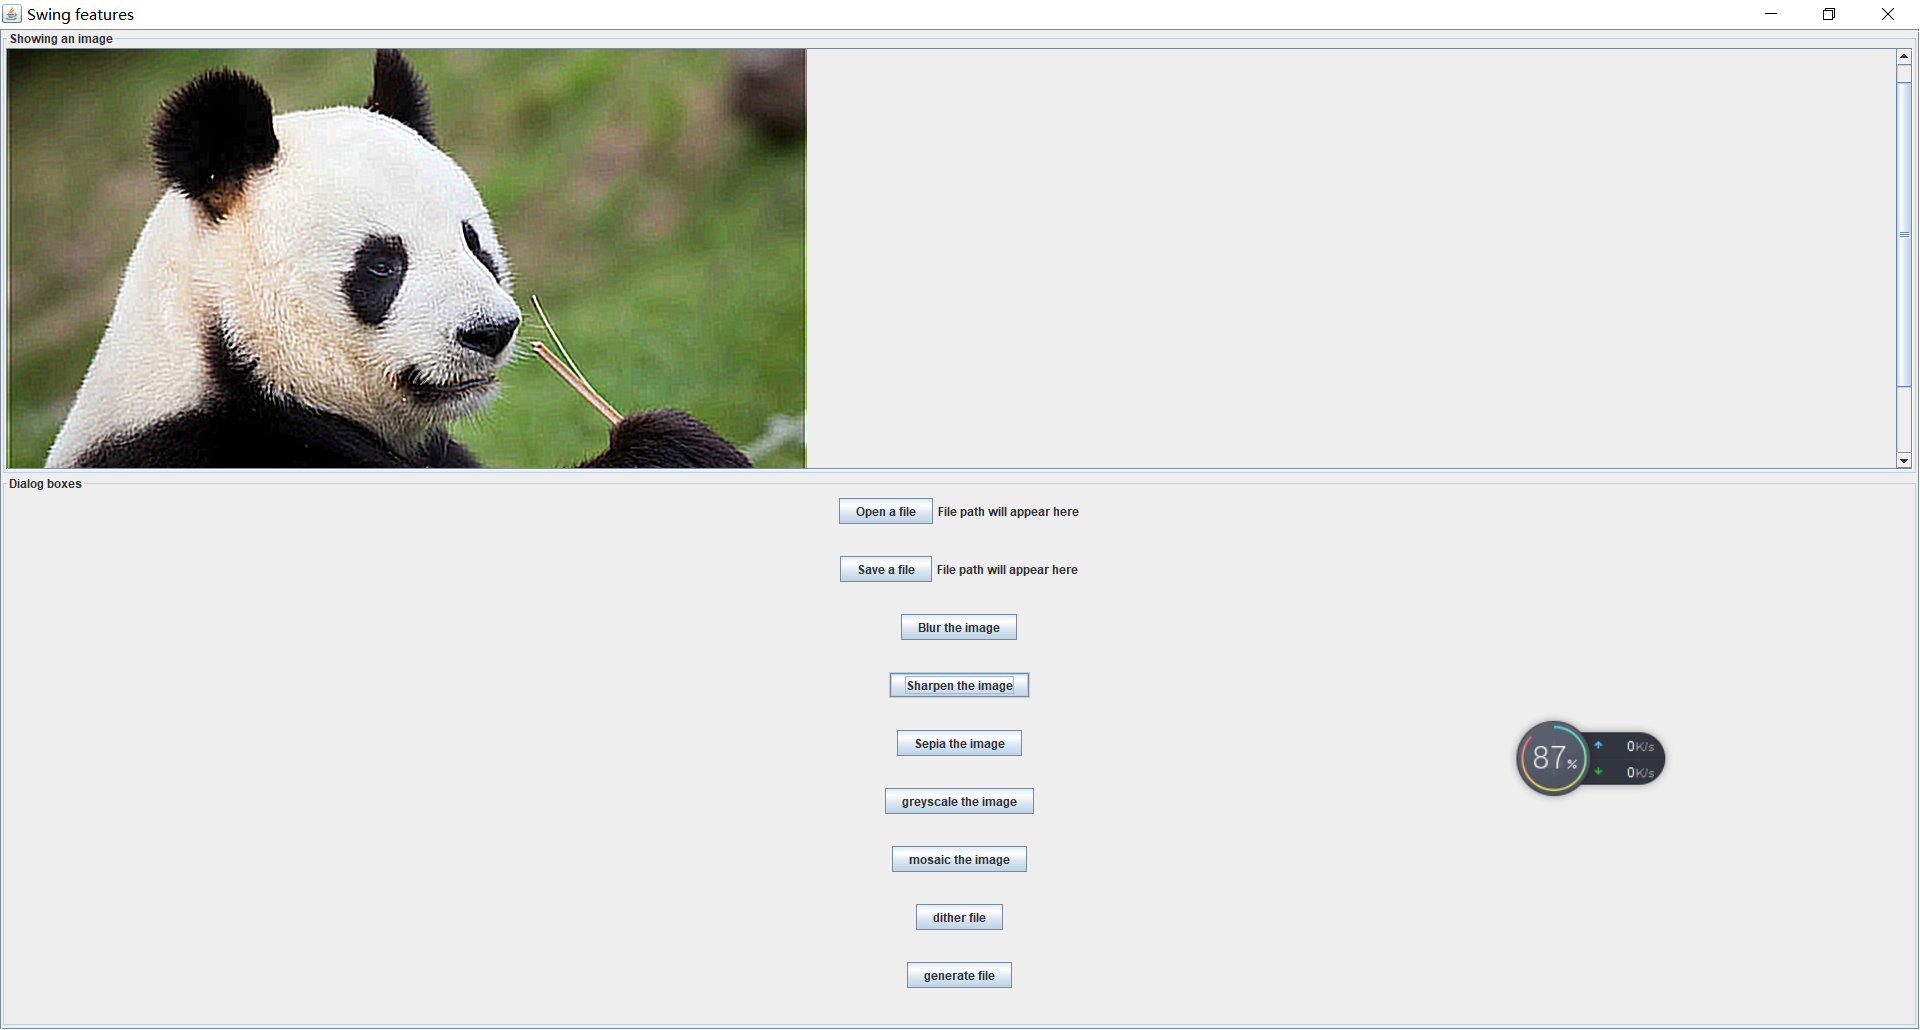 Swing features
Showing an image
Dialog boxes
Open a file File path will appear here
Save a file File path will appear here
Blur the image
Sharpen the image
Sepia the image
87% 0K/s
0K/s
greyscale the image
mosaic the image
dither file
generate file